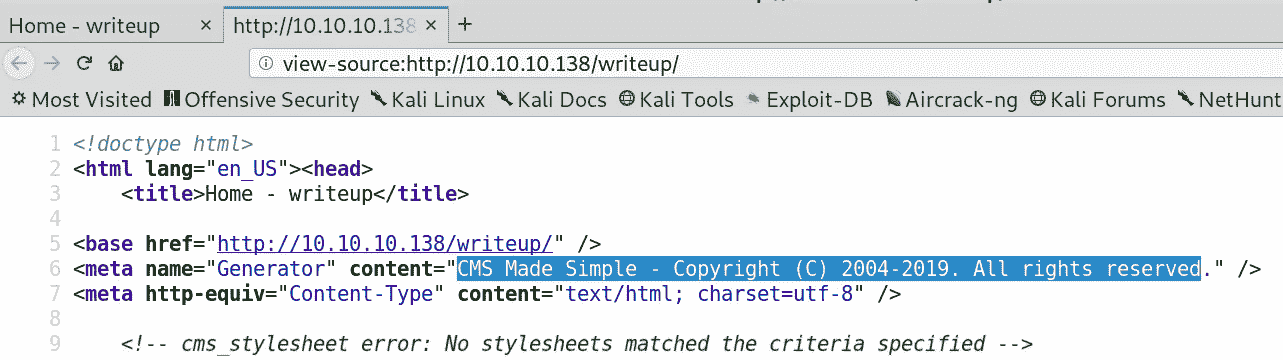 Home - writeup × http://10.10.10.138 × +
view-source:http://10.10.10.138/writeup/
Most Visited Offensive Security Kali Linux Kali Docs Kali Tools Exploit-DB Aircrack-ng Kali Forums NetHunt
1 <!doctype html>
2 <html lang="en_US"><head>
3 <title>Home - writeup</title>
4
5 <base href="http://10.10.10.138/writeup/" />
6 <meta name="Generator" content="CMS Made Simple - Copyright (C) 2004-2019. All rights reserved." />
7 <meta http-equiv="Content-Type" content="text/html; charset=utf-8" />
8
9 <!-- cms_stylesheet error: No stylesheets matched the criteria specified -->